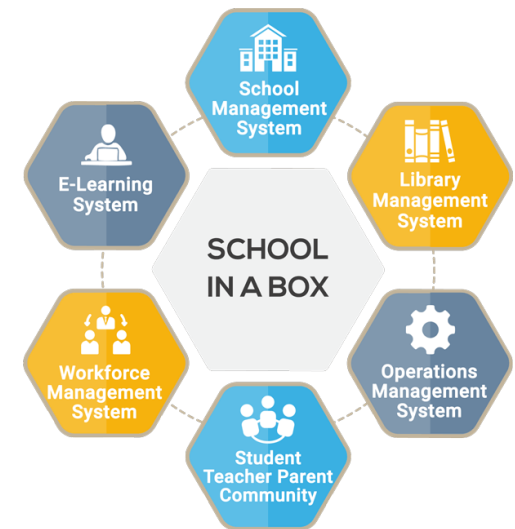 School
Management
System
Library
Management
System
Operations
Management
System
Student
Teacher Parent
Community
Workforce
Management
System
E-Learning
System
SCHOOL
IN A BOX